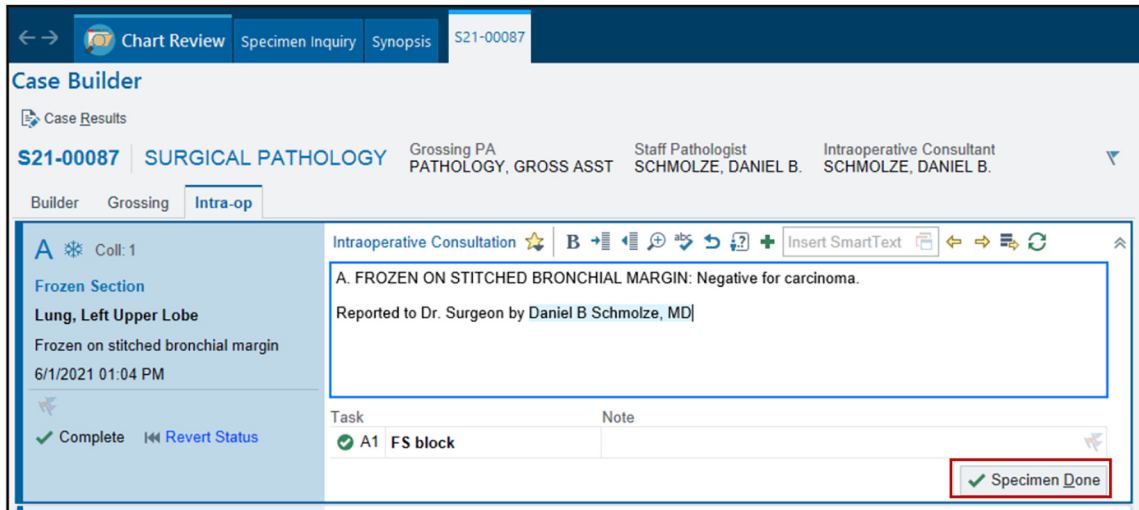 Chart Review Specimen Inquiry Synopsis S21-00087
Case Builder
Case Results
S21-00087 SURGICAL PATHOLOGY
Grossing PA
PATHOLOGY, GROSS ASST
Staff Pathologist
SCHMOLZE, DANIEL B.
Intraoperative Consultant
SCHMOLZE, DANIEL B.
Builder Grossing Intra-op
A Coll: 1
Frozen Section
Lung, Left Upper Lobe
Frozen on stitched bronchial margin
6/1/2021 01:04 PM
Complete Revert Status
Intraoperative Consultation B abc Insert SmartText
A. FROZEN ON STITCHED BRONCHIAL MARGIN: Negative for carcinoma.
Reported to Dr. Surgeon by Daniel B Schmolze, MD
Task Note
A1 FS block
Specimen Done